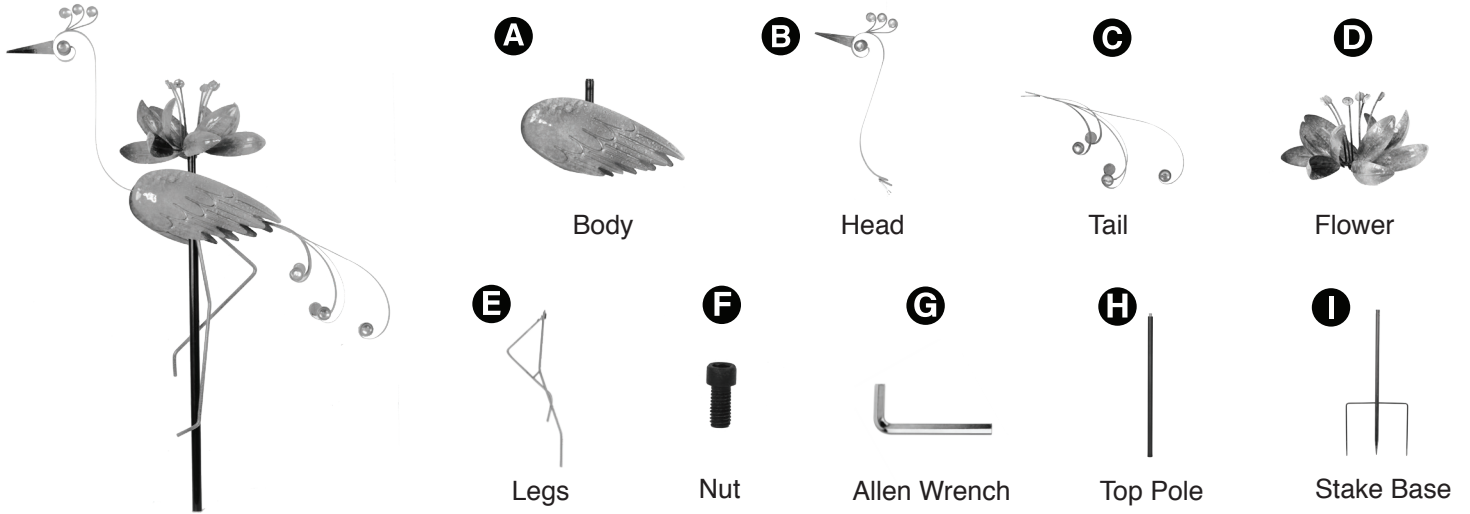 A
B
C
D
Body
Head
Tail
Flower
E
F
G
H
I
Legs
Nut
Allen Wrench
Top Pole
Stake Base